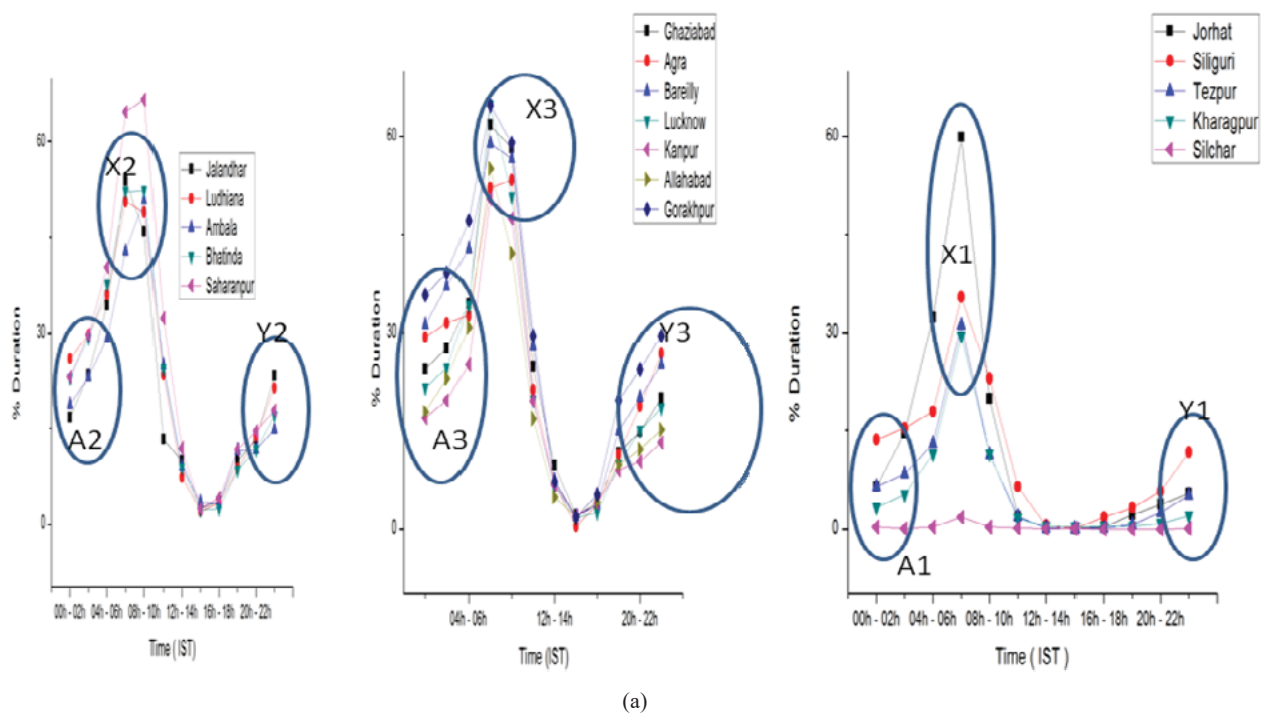 60
30
0
% Duration
X2
A2
Y2
Jalandhar
Ludhiana
Ambala
Bhatinda
Saharanpur
00h - 02h 04h - 06h 08h - 10h 12h - 14h 16h - 18h 20h - 22h
Time ( IST)
Ghaziabad
Agra
Bareilly
Lucknow
Kanpur
Allahabad
Gorakhpur
60
30
0
% Duration
X3
A3
Y3
04h - 06h 12h - 14h 20h - 22h
Time (IST)
Jorhat
Siliguri
Tezpur
Kharagpur
Silchar
60
30
0
% Duration
X1
A1
Y1
00h - 02h 04h - 06h 08h - 10h 12h - 14h 16h - 18h 20h - 22h
Time ( IST )
(a)